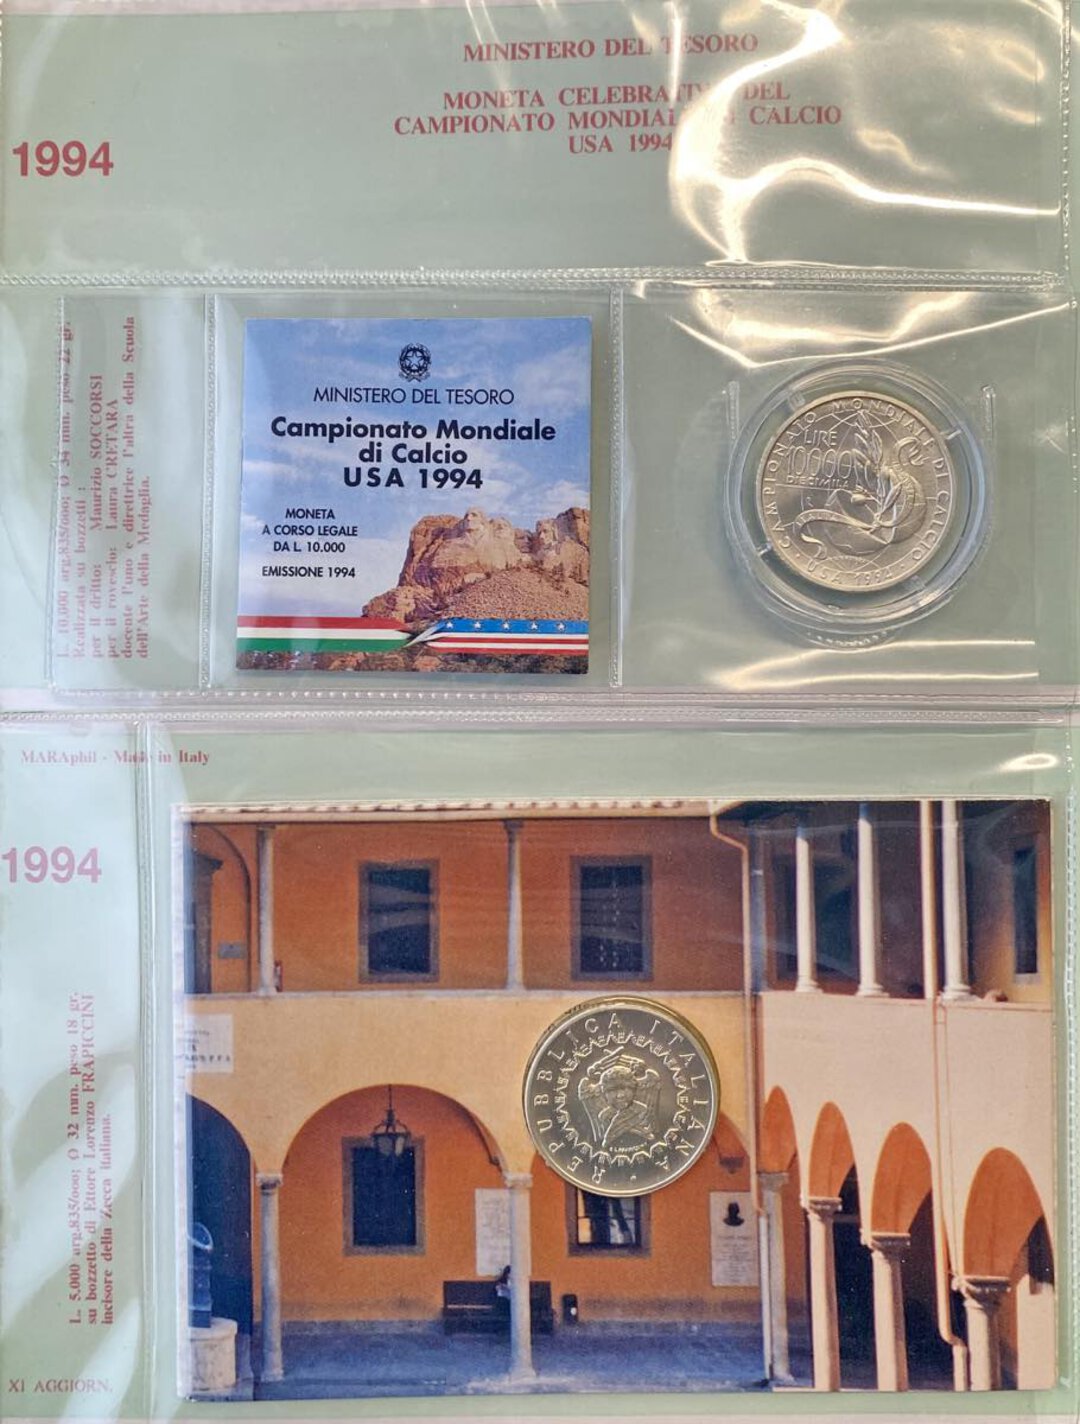 MINISTERO DEL TESORO
MONETA CELEBRATIVA DEL
CAMPIONATO MONDIALE DI CALCIO
USA 1994
1994
L. 10.000 arg.835/000; Ø 34 mm. peso 22 gr.
Realizzata su bozzetti :
per il dritto: Maurizio SOCCORSI
per il rovescio: Laura CRETARA
docente l'uno e direttrice l'altra della Scuola
dell'Arte della Medaglia.
MINISTERO DEL TESORO
Campionato Mondiale
di Calcio
USA 1994
MONETA
A CORSO LEGALE
DA L. 10.000
EMISSIONE 1994
CAMPIONATO MONDIALE DI CALCIO
LIRE
10000
DIECIMILA
R
· USA 1994 ·
MARAphil - Made in Italy
1994
L. 5.000 arg.835/000; Ø 32 mm. peso 18 gr.
su bozzetto di Ettore Lorenzo FRAPICCINI
incisore della Zecca italiana.
REPUBBLICA ITALIANA
XI AGGIORN.